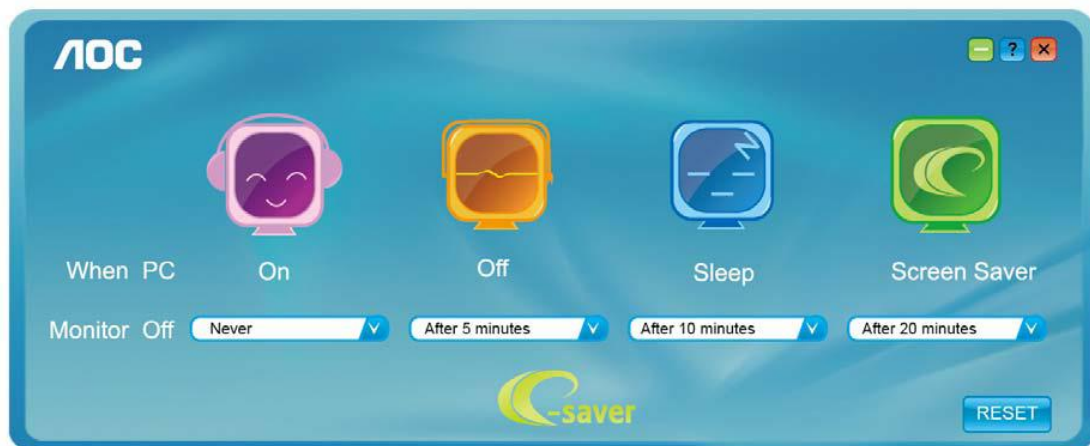 AOC
?
When PC On Off Sleep Screen Saver
Monitor Off Never After 5 minutes After 10 minutes After 20 minutes
e-saver
RESET